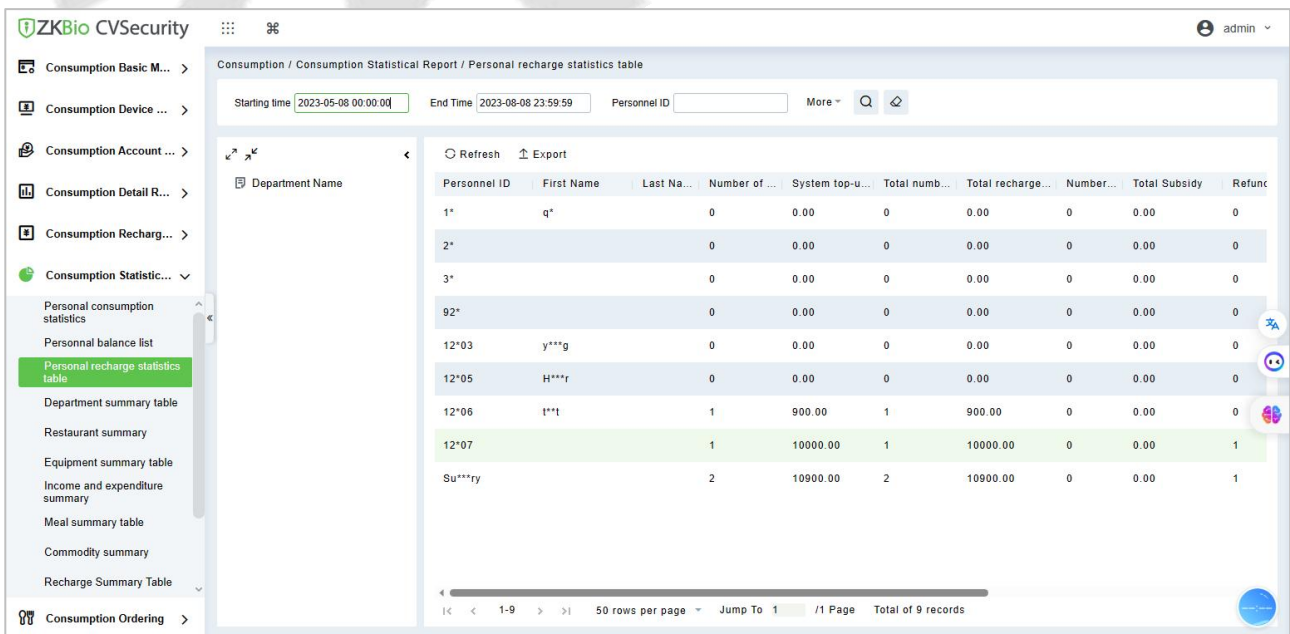 ZKBio CVSecurity
admin
Consumption Basic M...
Consumption Device ...
Consumption Account ...
Consumption Detail R...
Consumption Recharg...
Consumption Statistic...
Personal consumption
statistics
Personnal balance list
Personal recharge statistics
table
Department summary table
Restaurant summary
Equipment summary table
Income and expenditure
summary
Meal summary table
Commodity summary
Recharge Summary Table
Consumption Ordering
Consumption / Consumption Statistical Report / Personal recharge statistics table
Starting time 2023-05-08 00:00:00 End Time 2023-08-08 23:59:59 Personnel ID More
Department Name
Refresh Export
Personnel ID First Name Last Na... Number of ... System top-u... Total numb... Total recharge... Number... Total Subsidy Refund
1* q* 0 0.00 0 0.00 0 0.00 0
2* 0 0.00 0 0.00 0 0.00 0
3* 0 0.00 0 0.00 0 0.00 0
92* 0 0.00 0 0.00 0 0.00 0
12*03 y***g 0 0.00 0 0.00 0 0.00 0
12*05 H***r 0 0.00 0 0.00 0 0.00 0
12*06 t**t 1 900.00 1 900.00 0 0.00 0
12*07 1 10000.00 1 10000.00 0 0.00 1
Su***ry 2 10900.00 2 10900.00 0 0.00 1
1-9 50 rows per page Jump To 1 /1 Page Total of 9 records